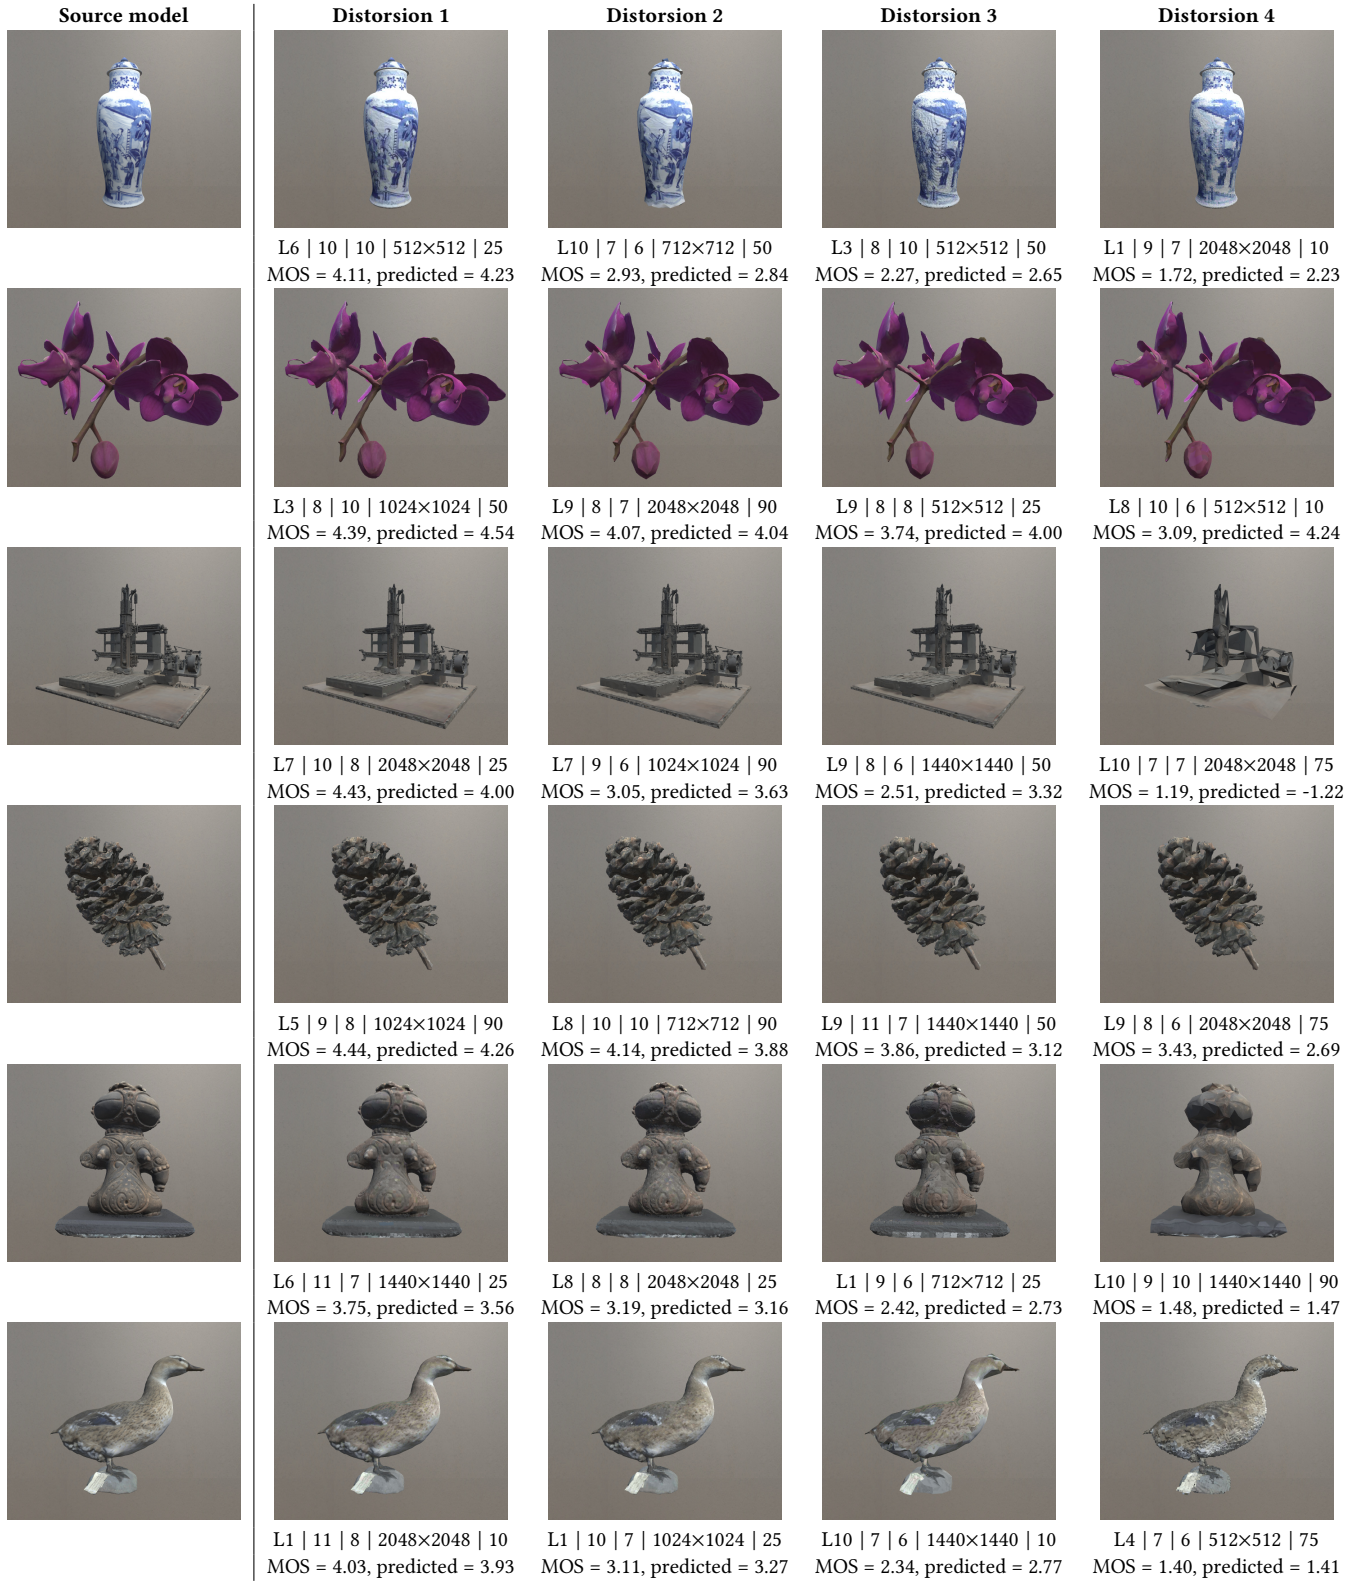 Source model Distorsion 1 Distorsion 2 Distorsion 3 Distorsion 4
L6 | 10 | 10 | 512×512 | 25 L10 | 7 | 6 | 712×712 | 50 L3 | 8 | 10 | 512×512 | 50 L1 | 9 | 7 | 2048×2048 | 10
MOS = 4.11, predicted = 4.23 MOS = 2.93, predicted = 2.84 MOS = 2.27, predicted = 2.65 MOS = 1.72, predicted = 2.23
L3 | 8 | 10 | 1024×1024 | 50 L9 | 8 | 7 | 2048×2048 | 90 L9 | 8 | 8 | 512×512 | 25 L8 | 10 | 6 | 512×512 | 10
MOS = 4.39, predicted = 4.54 MOS = 4.07, predicted = 4.04 MOS = 3.74, predicted = 4.00 MOS = 3.09, predicted = 4.24
L7 | 10 | 8 | 2048×2048 | 25 L7 | 9 | 6 | 1024×1024 | 90 L9 | 8 | 6 | 1440×1440 | 50 L10 | 7 | 7 | 2048×2048 | 75
MOS = 4.43, predicted = 4.00 MOS = 3.05, predicted = 3.63 MOS = 2.51, predicted = 3.32 MOS = 1.19, predicted = -1.22
L5 | 9 | 8 | 1024×1024 | 90 L8 | 10 | 10 | 712×712 | 90 L9 | 11 | 7 | 1440×1440 | 50 L9 | 8 | 6 | 2048×2048 | 75
MOS = 4.44, predicted = 4.26 MOS = 4.14, predicted = 3.88 MOS = 3.86, predicted = 3.12 MOS = 3.43, predicted = 2.69
L6 | 11 | 7 | 1440×1440 | 25 L8 | 8 | 8 | 2048×2048 | 25 L1 | 9 | 6 | 712×712 | 25 L10 | 9 | 10 | 1440×1440 | 90
MOS = 3.75, predicted = 3.56 MOS = 3.19, predicted = 3.16 MOS = 2.42, predicted = 2.73 MOS = 1.48, predicted = 1.47
L1 | 11 | 8 | 2048×2048 | 10 L1 | 10 | 7 | 1024×1024 | 25 L10 | 7 | 6 | 1440×1440 | 10 L4 | 7 | 6 | 512×512 | 75
MOS = 4.03, predicted = 3.93 MOS = 3.11, predicted = 3.27 MOS = 2.34, predicted = 2.77 MOS = 1.40, predicted = 1.41